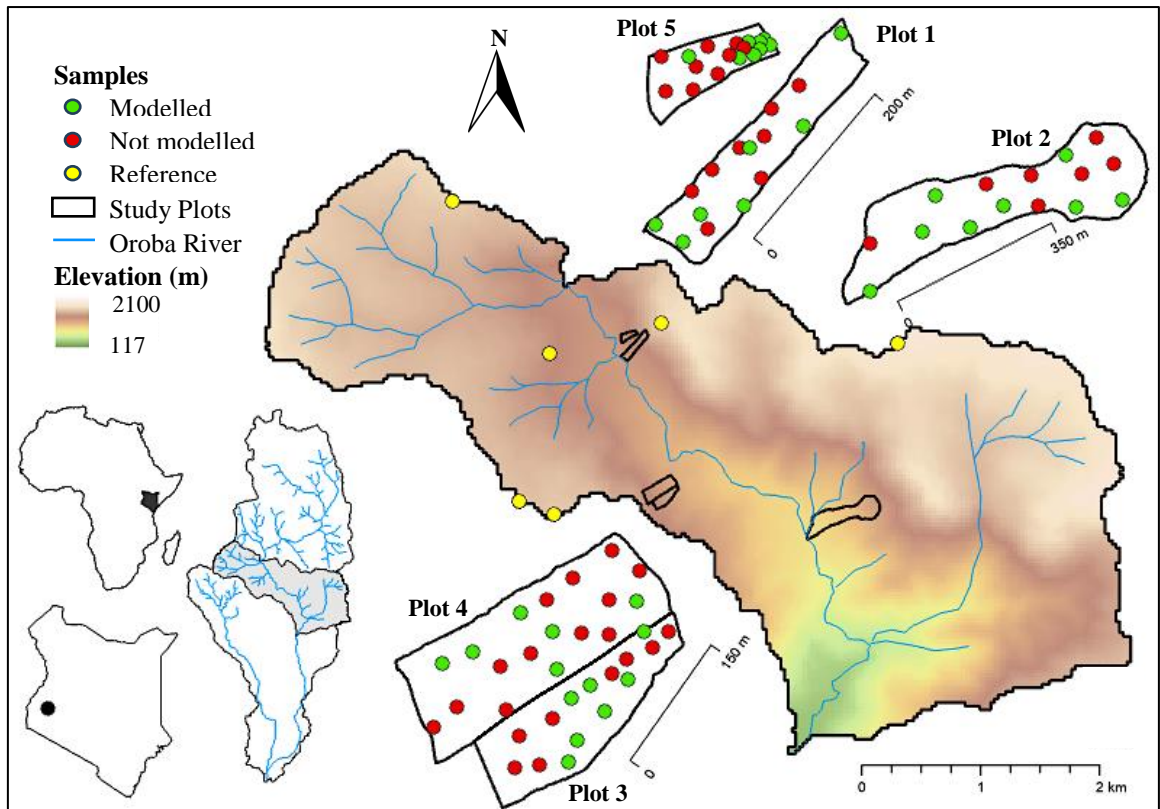 Plot 5
Plot 1
N
Samples
Modelled
Not modelled
Reference
Study Plots
Oroba River
Elevation (m)
2100
117
200 m
0
Plot 2
350 m
0
Plot 4
150 m
0
Plot 3
0
1
2 km